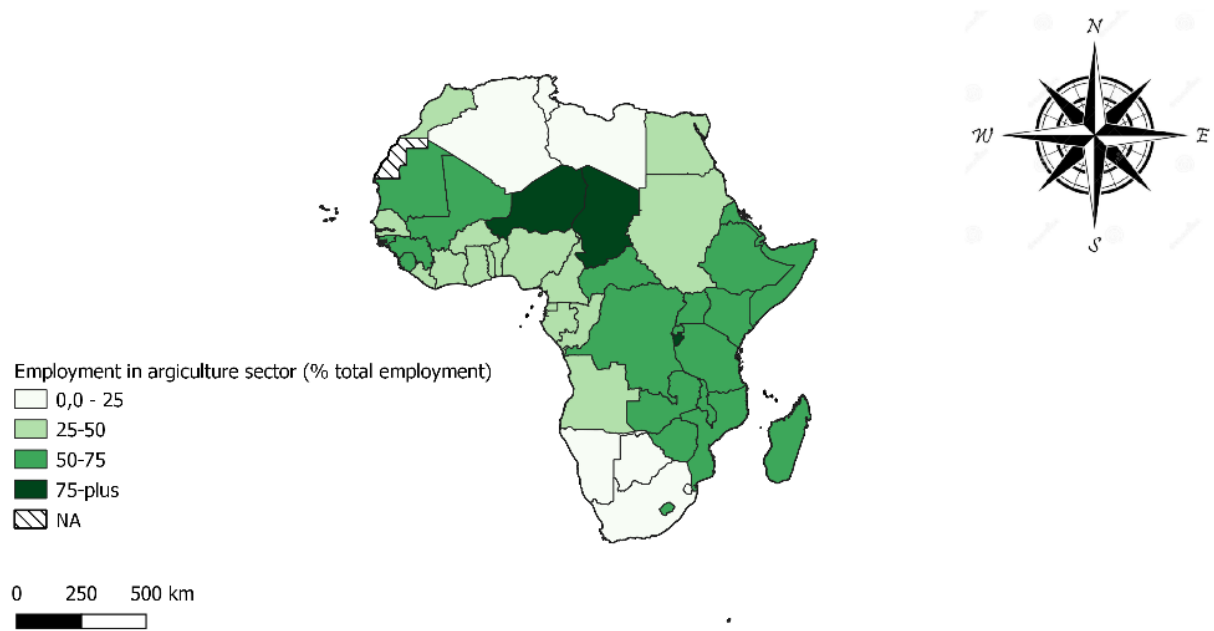 N
W
E
S
Employment in argiculture sector (% total employment)
0,0 - 25
25-50
50-75
75-plus
NA
0 250 500 km